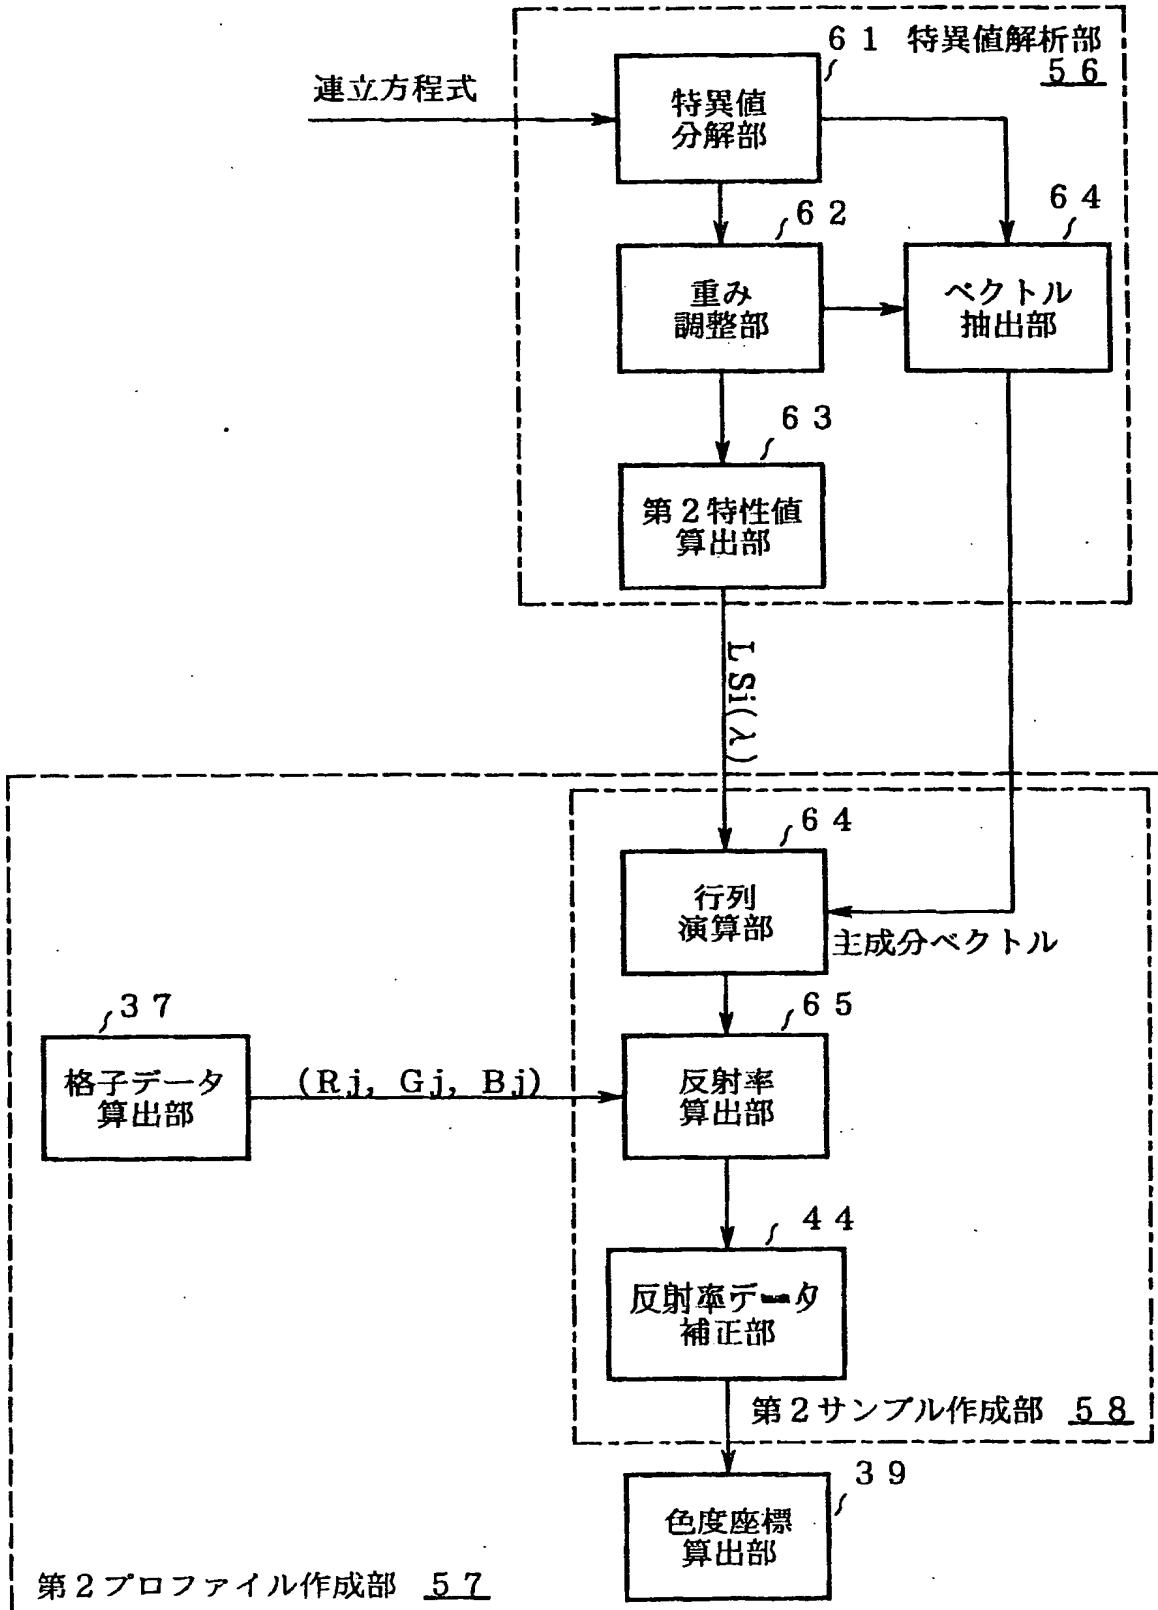 ６１ 特異値解析部
５６
連立方程式
特異値
分解部
６２
６４
重み
調整部
ベクトル
抽出部
６３
第２特性値
算出部
L Si(λ)
６４
行列
演算部
主成分ベクトル
３７
６５
格子データ
算出部
(Rj, Gj, Bj)
反射率
算出部
４４
反射率データ
補正部
第２サンプル作成部 ５８
３９
色度座標
算出部
第２プロファイル作成部 ５７